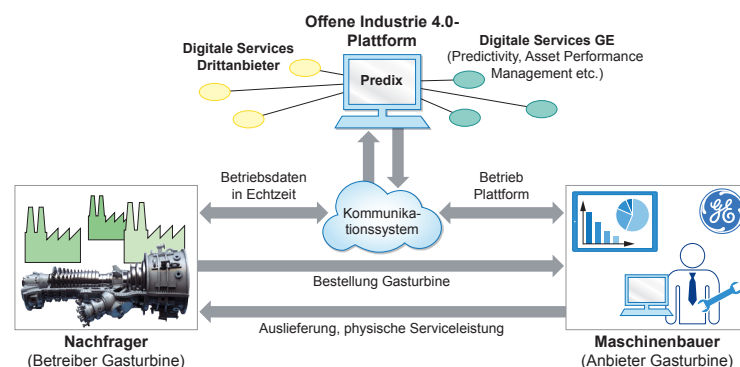 Offene Industrie 4.0-
Plattform
Digitale Services
Drittanbieter
Predix
Digitale Services GE
(Predictivity, Asset Performance
Management etc.)
Betriebsdaten
in Echtzeit
Betrieb
Plattform
Kommunika-
tionssystem
GE
Bestellung Gasturbine
Auslieferung, physische Serviceleistung
Nachfrager
(Betreiber Gasturbine)
Maschinenbauer
(Anbieter Gasturbine)